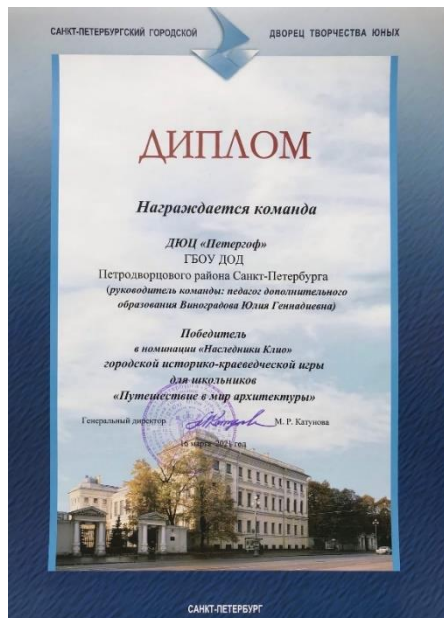 САНКТ-ПЕТЕРБУРГСКИЙ ГОРОДСКОЙ ДВОРЕЦ ТВОРЧЕСТВА ЮНЫХ
ДИПЛОМ
Награждается команда
ДЮЦ «Петергоф»
ГБОУ ДОД
Петродворцового района Санкт-Петербурга
(руководитель команды: педагог дополнительного
образования Виноградова Юлия Геннадиевна)
Победитель
в номинации «Наследники Клио»
городской историко-краеведческой игры
для школьников
«Путешествие в мир архитектуры»
Генеральный директор М. Р. Катунова
16 марта 2021 год
САНКТ-ПЕТЕРБУРГ